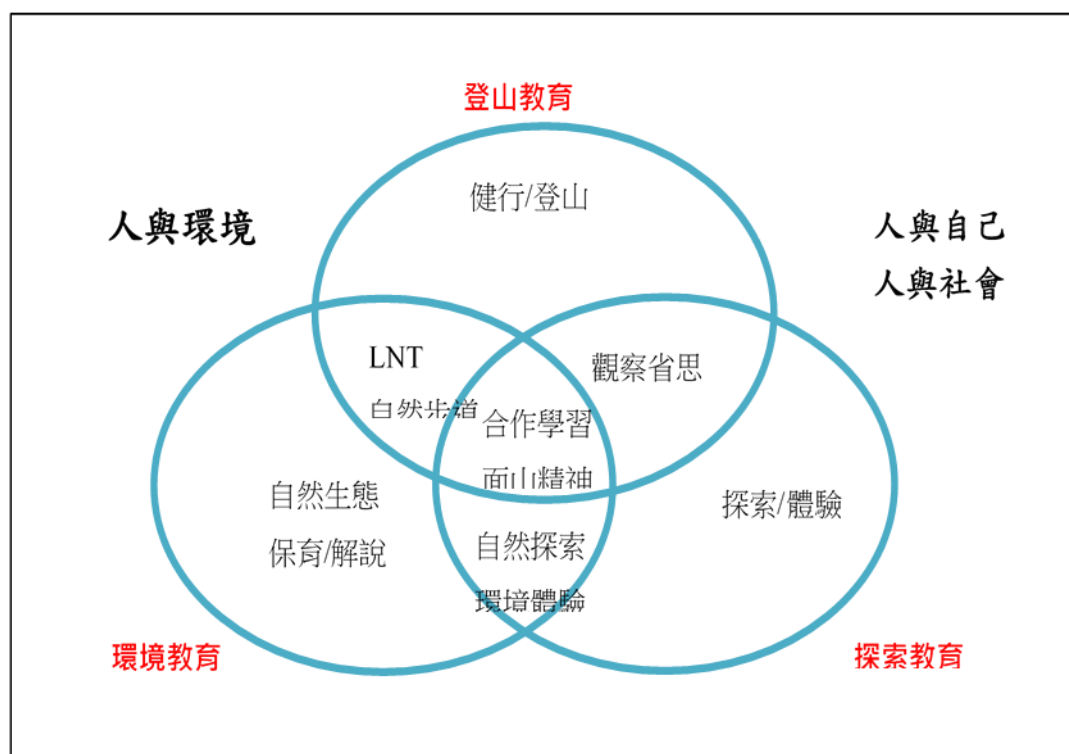 登山教育
健行/登山
人與環境
人與自己
人與社會
LNT
觀察省思
自然步道
合作學習
面山精神
自然生態
保育/解說
探索/體驗
自然探索
環境體驗
環境教育
探索教育